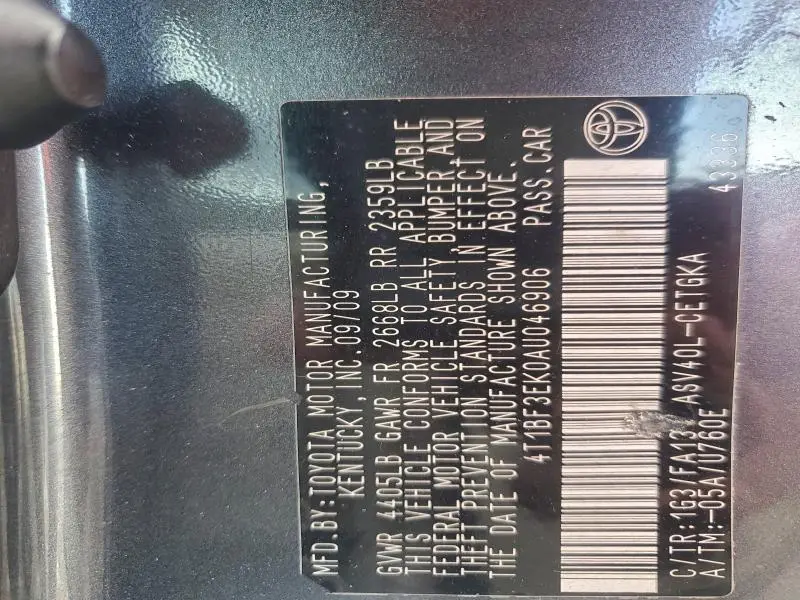 MFD.BY:TOYOTA MOTOR MANUFACTURING,
KENTUCKY, INC.09/09
GVWR 4405LB GAWR FR 2668LB RR 2359LB
THIS VEHICLE CONFORMS TO ALL APPLICABLE
FEDERAL MOTOR VEHICLE SAFETY BUMPER, AND
THEFT PREVENTION STANDARDS IN EFFECT ON
THE DATE OF MANUFACTURE SHOWN ABOVE.
4T1BF3EK0AU046906 PASS.CAR
C/TR:1G3/FA13 ASV40L-CETGKA
A/TM:-05A/U760E 43336